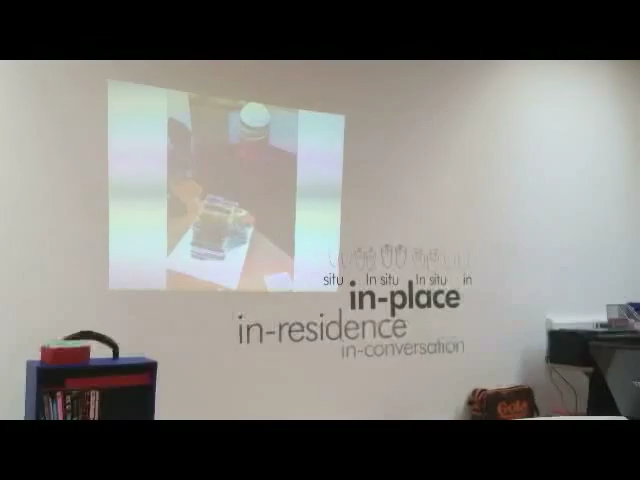 situ In situ In situ in
in-place
in-residence
in-conversation